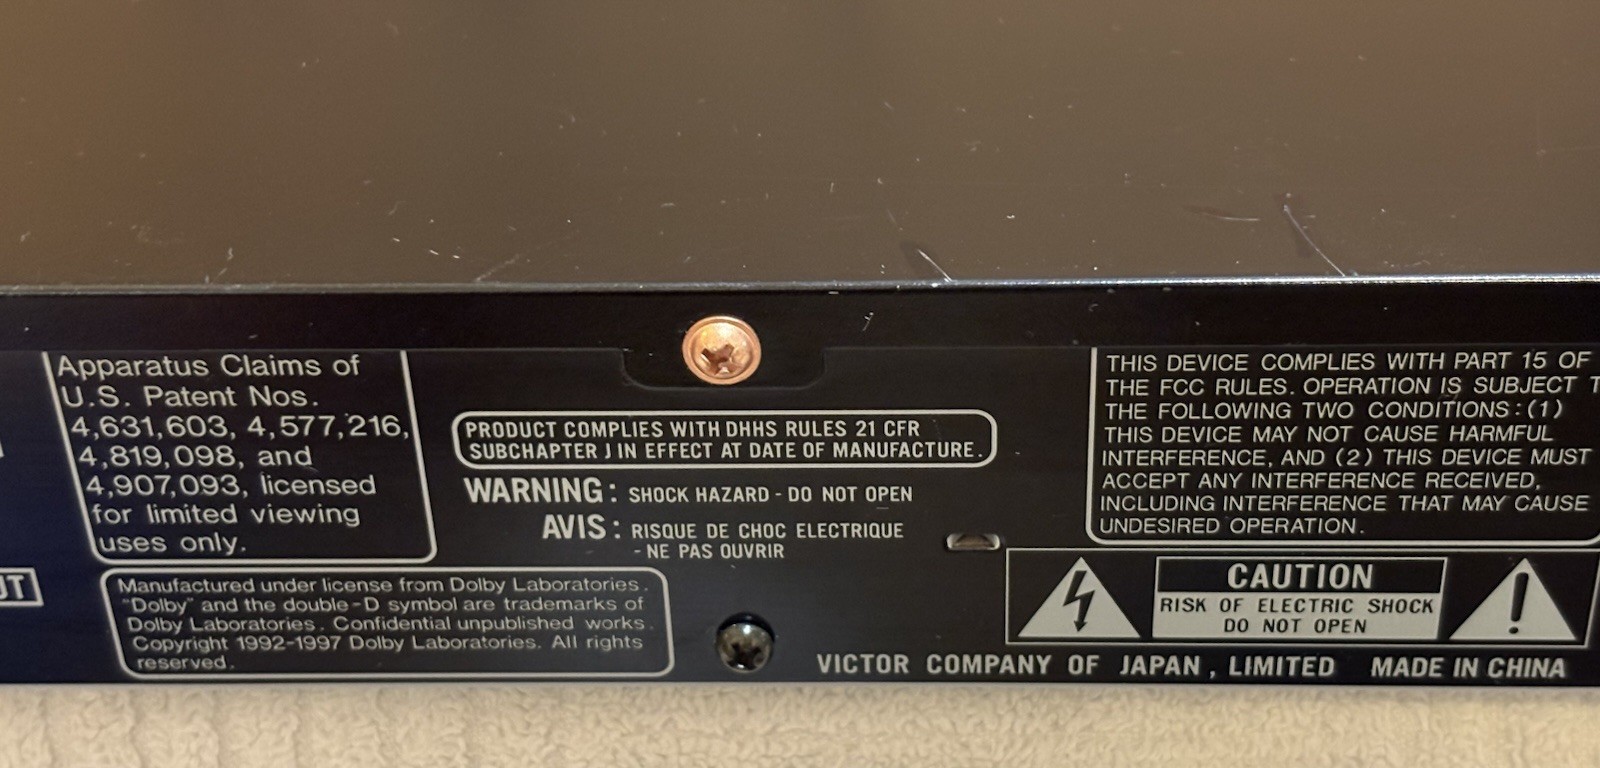 Apparatus Claims of
U.S. Patent Nos.
4,631,603, 4,577,216,
4,819,098, and
4,907,093, licensed
for limited viewing
uses only.
Manufactured under license from Dolby Laboratories.
"Dolby" and the double-D symbol are trademarks of
Dolby Laboratories. Confidential unpublished works.
Copyright 1992-1997 Dolby Laboratories. All rights
reserved.
PRODUCT COMPLIES WITH DHHS RULES 21 CFR
SUBCHAPTER J IN EFFECT AT DATE OF MANUFACTURE.
WARNING: SHOCK HAZARD - DO NOT OPEN
AVIS: RISQUE DE CHOC ELECTRIQUE
- NE PAS OUVRIR
THIS DEVICE COMPLIES WITH PART 15 OF
THE FCC RULES. OPERATION IS SUBJECT
THE FOLLOWING TWO CONDITIONS: (1)
THIS DEVICE MAY NOT CAUSE HARMFUL
INTERFERENCE, AND (2) THIS DEVICE MUST
ACCEPT ANY INTERFERENCE RECEIVED,
INCLUDING INTERFERENCE THAT MAY CAUSE
UNDESIRED OPERATION.
CAUTION
RISK OF ELECTRIC SHOCK
DO NOT OPEN
VICTOR COMPANY OF JAPAN, LIMITED MADE IN CHINA